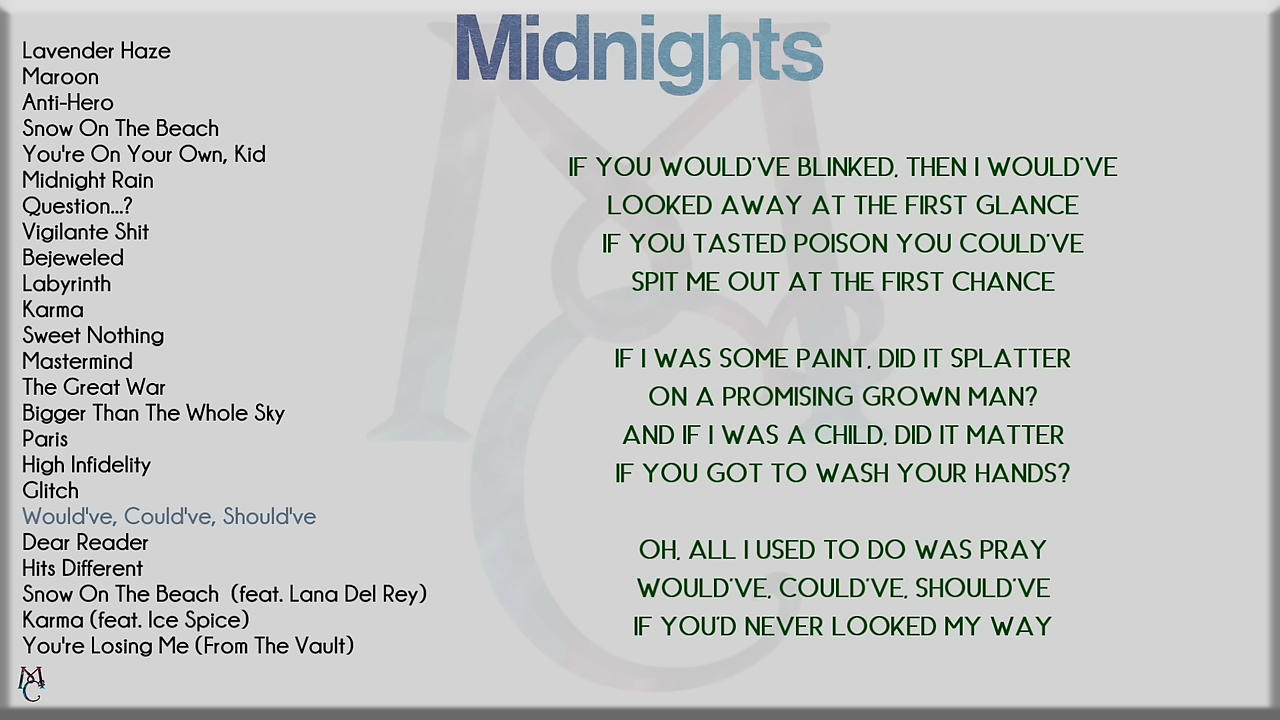 Midnights
Lavender Haze
Maroon
Anti-Hero
Snow On The Beach
You're On Your Own, Kid
Midnight Rain
Question...?
Vigilante Shit
Bejeweled
Labyrinth
Karma
Sweet Nothing
Mastermind
The Great War
Bigger Than The Whole Sky
Paris
High Infidelity
Glitch
Would've, Could've, Should've
Dear Reader
Hits Different
Snow On The Beach (feat. Lana Del Rey)
Karma (feat. Ice Spice)
You're Losing Me (From The Vault)
IF YOU WOULD'VE BLINKED, THEN I WOULD'VE
LOOKED AWAY AT THE FIRST GLANCE
IF YOU TASTED POISON YOU COULD'VE
SPIT ME OUT AT THE FIRST CHANCE
IF I WAS SOME PAINT, DID IT SPLATTER
ON A PROMISING GROWN MAN?
AND IF I WAS A CHILD, DID IT MATTER
IF YOU GOT TO WASH YOUR HANDS?
OH, ALL I USED TO DO WAS PRAY
WOULD'VE, COULD'VE, SHOULD'VE
IF YOU'D NEVER LOOKED MY WAY